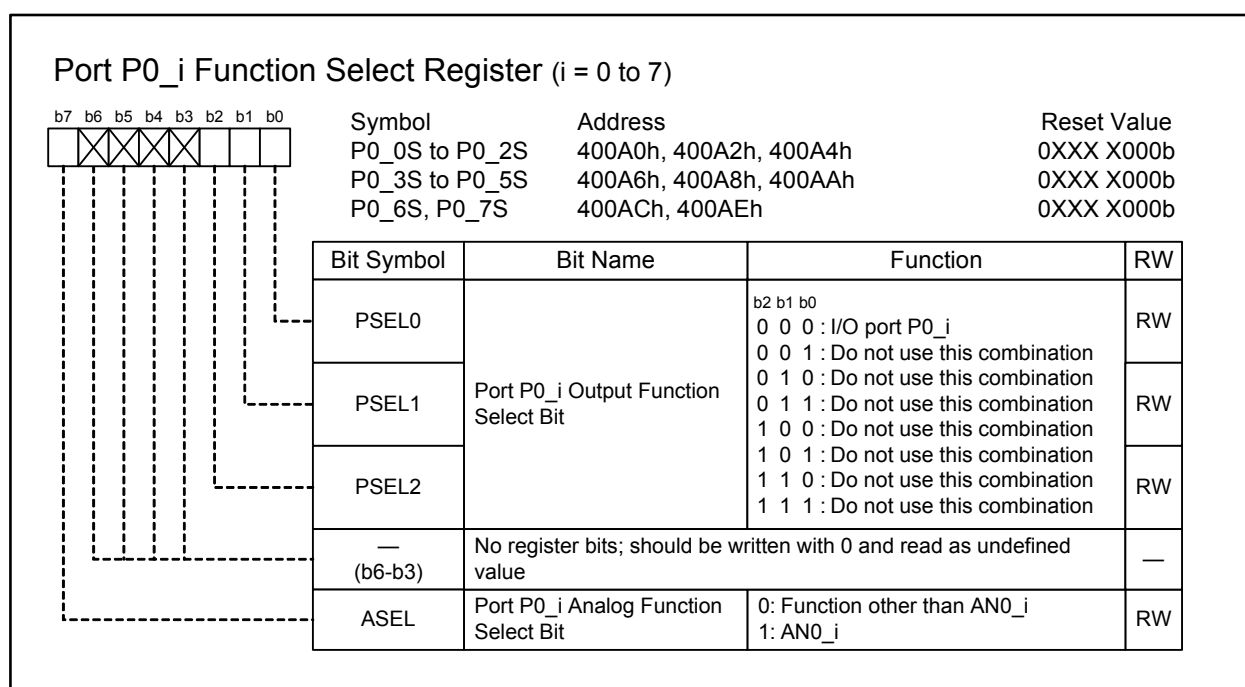 Port P0_i Function Select Register (i = 0 to 7)
b7 b6 b5 b4 b3 b2 b1 b0
Symbol Address Reset Value
P0_0S to P0_2S 400A0h, 400A2h, 400A4h 0XXX X000b
P0_3S to P0_5S 400A6h, 400A8h, 400AAh 0XXX X000b
P0_6S, P0_7S 400ACh, 400AEh 0XXX X000b
Bit Symbol Bit Name Function RW
PSEL0
PSEL1
PSEL2
Port P0_i Output Function
Select Bit
b2 b1 b0
0 0 0 : I/O port P0_i
0 0 1 : Do not use this combination
0 1 0 : Do not use this combination
0 1 1 : Do not use this combination
1 0 0 : Do not use this combination
1 0 1 : Do not use this combination
1 1 0 : Do not use this combination
1 1 1 : Do not use this combination
RW
RW
RW
—
(b6-b3)
No register bits; should be written with 0 and read as undefined
value
—
ASEL
Port P0_i Analog Function
Select Bit
0: Function other than AN0_i
1: AN0_i
RW